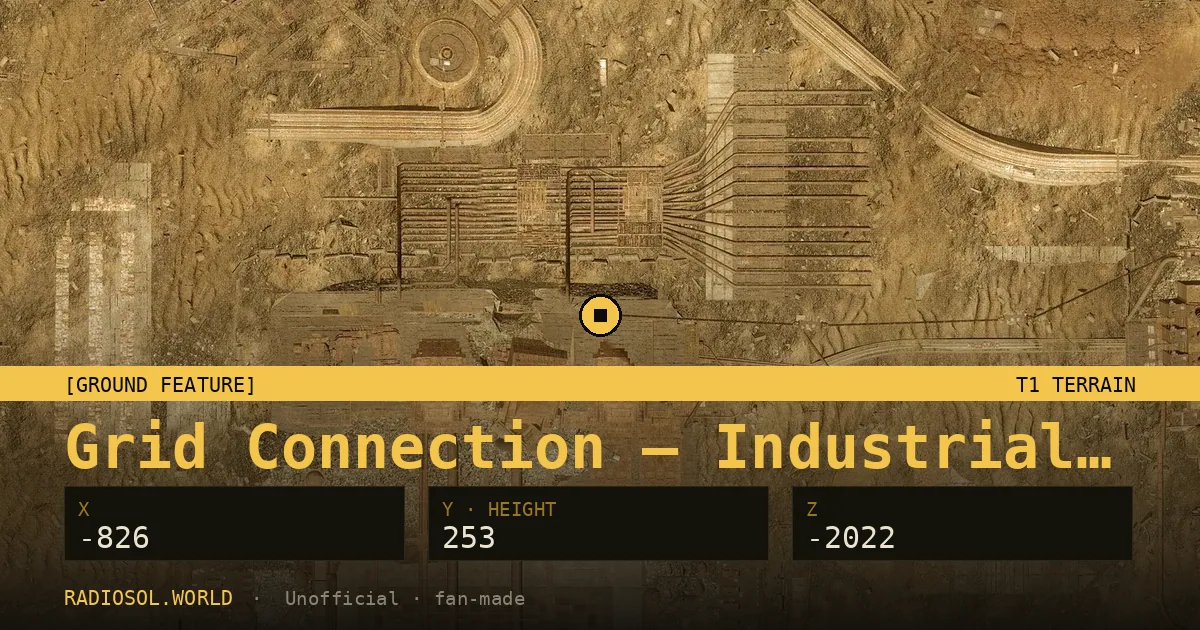 [GROUND FEATURE] T1 TERRAIN
Grid Connection — Industrial…
X Y · HEIGHT Z
-826 253 -2022
RADIOSOL.WORLD · Unofficial · fan-made